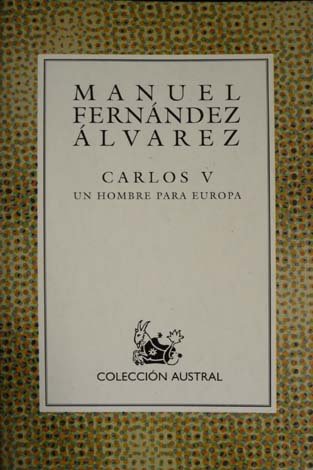 MANUEL
FERNÁNDEZ
ÁLVAREZ
CARLOS V
UN HOMBRE PARA EUROPA
COLECCIÓN AUSTRAL